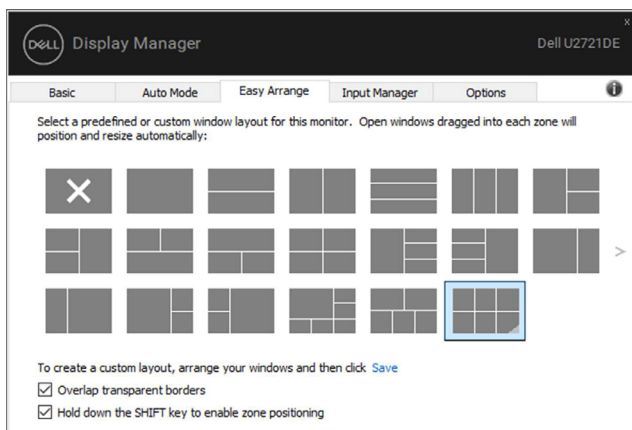 x
DELL Display Manager Dell U2721DE
Basic Auto Mode Easy Arrange Input Manager Options i
Select a predefined or custom window layout for this monitor. Open windows dragged into each zone will
position and resize automatically:
>
To create a custom layout, arrange your windows and then click Save
Overlap transparent borders
Hold down the SHIFT key to enable zone positioning